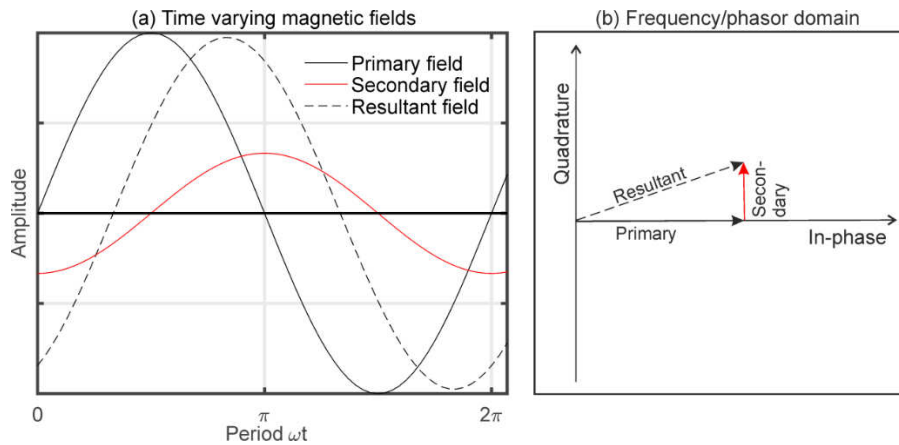 (a) Time varying magnetic fields
Primary field
Secondary field
Resultant field
Amplitude
0
π
2π
Period ωt
(b) Frequency/phasor domain
Quadrature
Resultant
Primary
Secon-
dary
In-phase